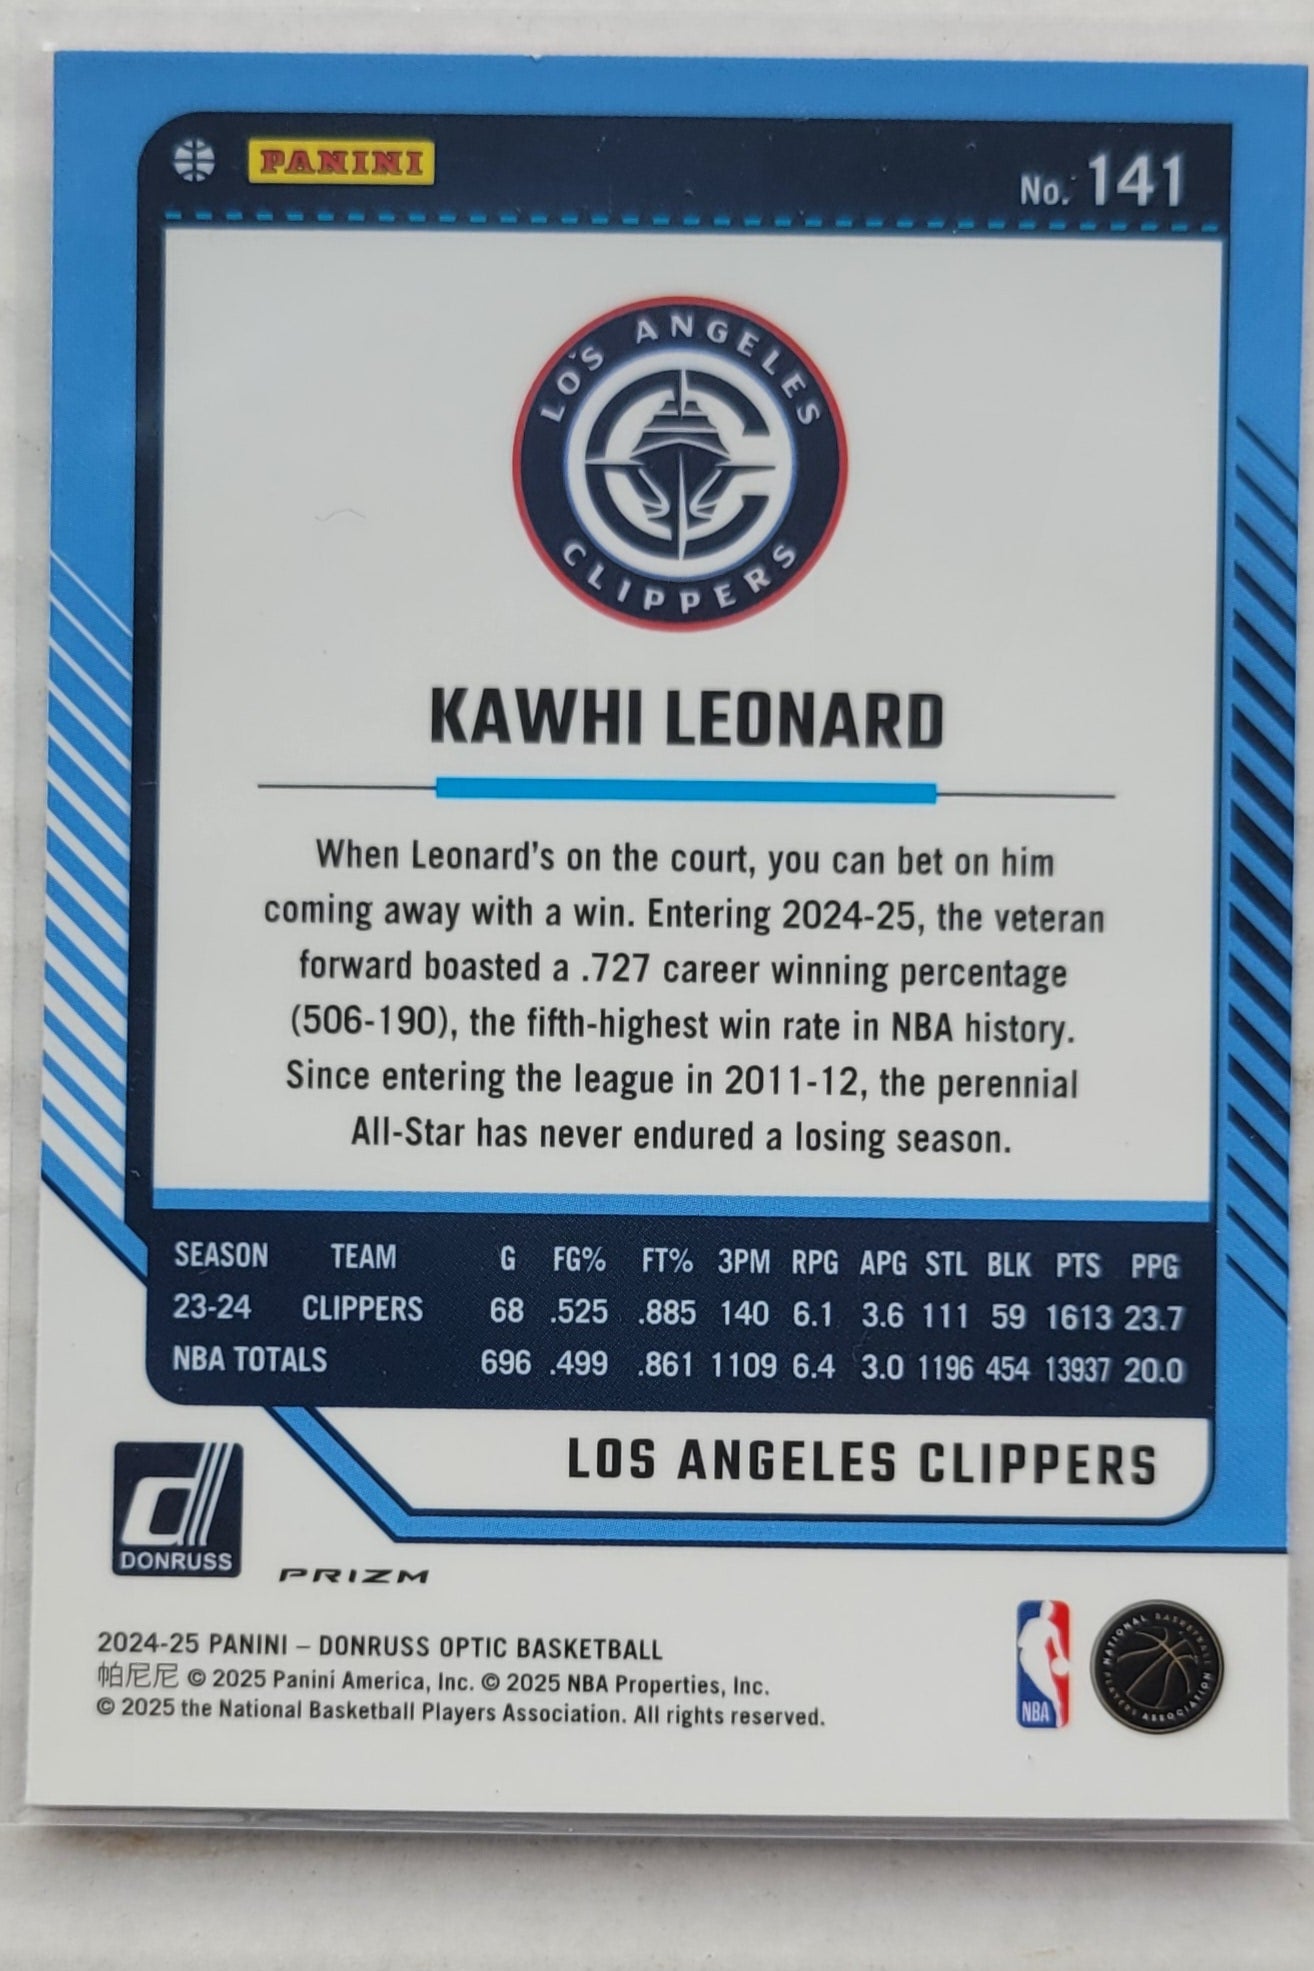 PANINI
No. 141
LOS ANGELES
CLIPPERS
KAWHI LEONARD
When Leonard's on the court, you can bet on him
coming away with a win. Entering 2024-25, the veteran
forward boasted a .727 career winning percentage
(506-190), the fifth-highest win rate in NBA history.
Since entering the league in 2011-12, the perennial
All-Star has never endured a losing season.
SEASON TEAM G FG% FT% 3PM RPG APG STL BLK PTS PPG
23-24 CLIPPERS 68 .525 .885 140 6.1 3.6 111 59 1613 23.7
NBA TOTALS 696 .499 .861 1109 6.4 3.0 1196 454 13937 20.0
LOS ANGELES CLIPPERS
d
DONRUSS
PRIZM
2024-25 PANINI – DONRUSS OPTIC BASKETBALL
帕尼尼 © 2025 Panini America, Inc. © 2025 NBA Properties, Inc.
© 2025 the National Basketball Players Association. All rights reserved.
NBA
NATIONAL BASKETBALL
PLAYERS ASSOCIATION